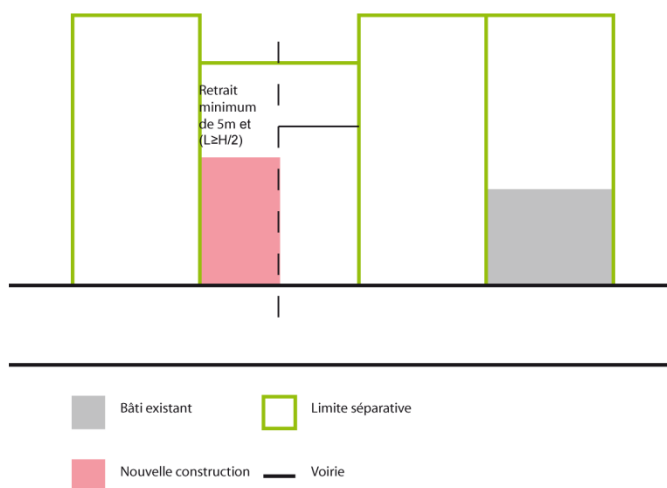 Retrait
minimum
de 5m et
(L≥H/2)
Bâti existant
Limite séparative
Nouvelle construction
Voirie